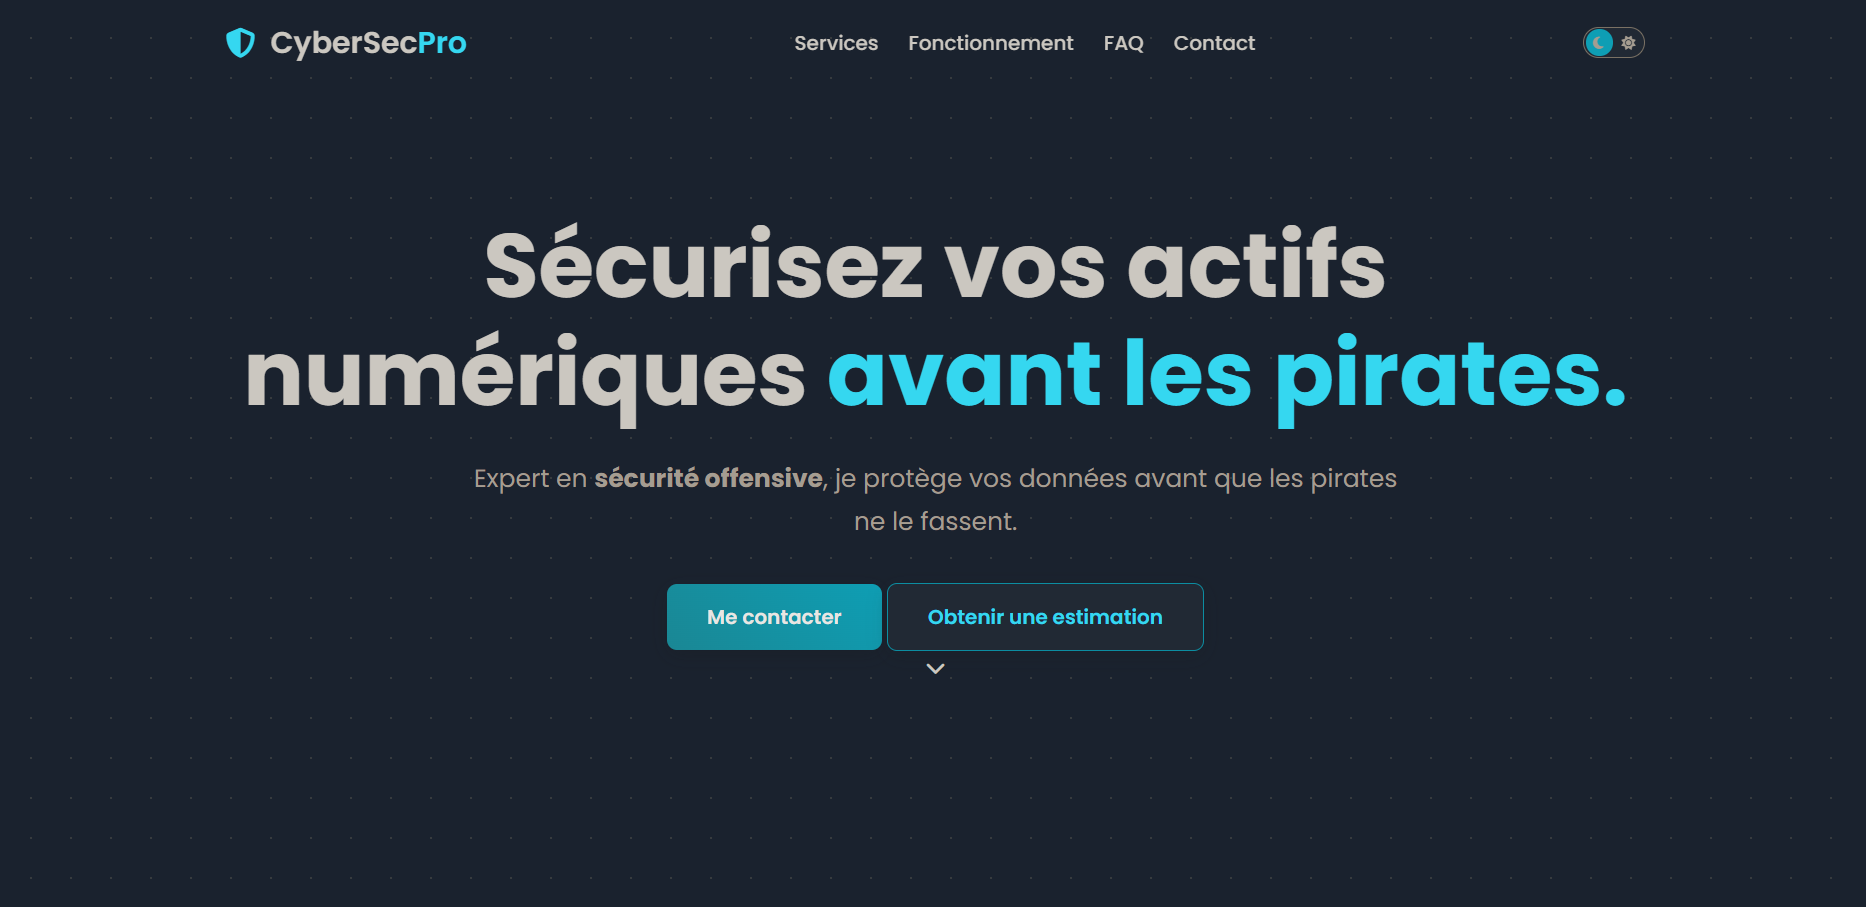 CyberSecPro
Services
Fonctionnement
FAQ
Contact
Sécurisez vos actifs
numériques avant les pirates.
Expert en sécurité offensive, je protège vos données avant que les pirates
ne le fassent.
Me contacter
Obtenir une estimation